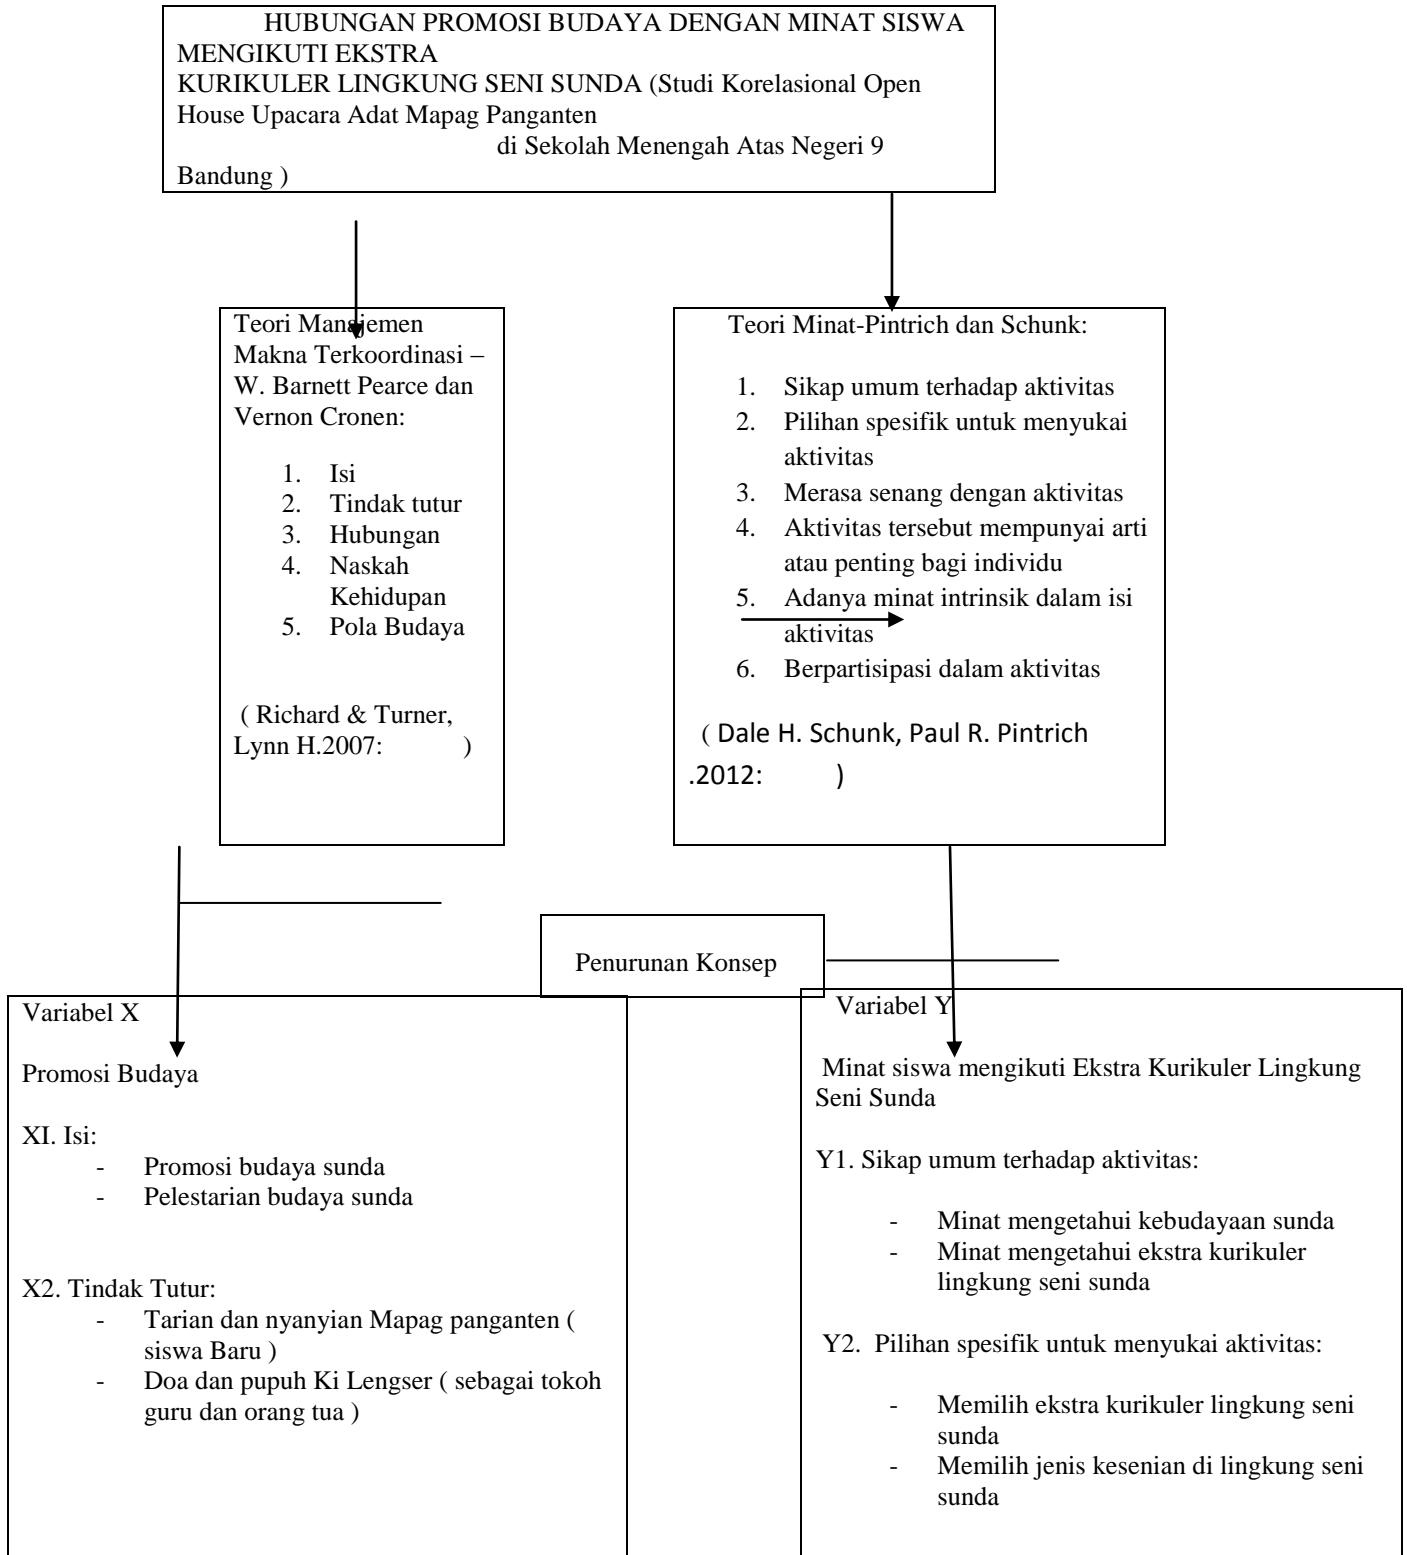 HUBUNGAN PROMOSI BUDAYA DENGAN MINAT SISWA
MENGIKUTI EKSTRA
KURIKULER LINGKUNG SENI SUNDA (Studi Korelasional Open
House Upacara Adat Mapag Panganten
di Sekolah Menengah Atas Negeri 9
Bandung )
Teori Manajemen
Makna Terkoordinasi –
W. Barnett Pearce dan
Vernon Cronen:
1. Isi
2. Tindak tutur
3. Hubungan
4. Naskah
Kehidupan
5. Pola Budaya
( Richard & Turner,
Lynn H.2007: )
Teori Minat-Pintrich dan Schunk:
1. Sikap umum terhadap aktivitas
2. Pilihan spesifik untuk menyukai
aktivitas
3. Merasa senang dengan aktivitas
4. Aktivitas tersebut mempunyai arti
atau penting bagi individu
5. Adanya minat intrinsik dalam isi
aktivitas
6. Berpartisipasi dalam aktivitas
( Dale H. Schunk, Paul R. Pintrich
.2012: )
Penurunan Konsep
Variabel X
Promosi Budaya
XI. Isi:
- Promosi budaya sunda
- Pelestarian budaya sunda
X2. Tindak Tutur:
- Tarian dan nyanyian Mapag panganten (
siswa Baru )
- Doa dan pupuh Ki Lengser ( sebagai tokoh
guru dan orang tua )
Variabel Y
Minat siswa mengikuti Ekstra Kurikuler Lingkung
Seni Sunda
Y1. Sikap umum terhadap aktivitas:
- Minat mengetahui kebudayaan sunda
- Minat mengetahui ekstra kurikuler
lingkung seni sunda
Y2. Pilihan spesifik untuk menyukai aktivitas:
- Memilih ekstra kurikuler lingkung seni
sunda
- Memilih jenis kesenian di lingkung seni
sunda